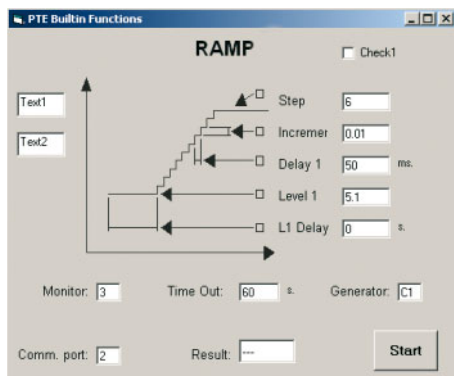 PTE Builtin Functions
RAMP
Check1
Text1
Step 6
Text2
Incremer 0.01
Delay 1 50 ms.
Level 1 5.1
L1 Delay 0 s.
Monitor: 3 Time Out: 60 s. Generator: C1
Comm. port: 2 Result: --- Start